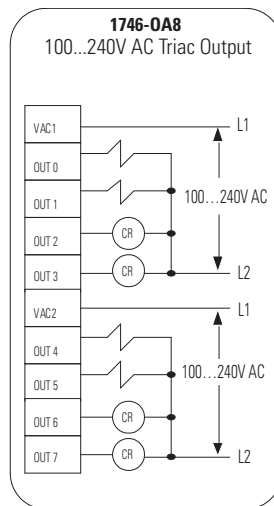 1746-OA8
100...240V AC Triac Output
VAC1
L1
OUT 0
OUT 1
100...240V AC
OUT 2
CR
OUT 3
CR
L2
VAC2
L1
OUT 4
OUT 5
100...240V AC
OUT 6
CR
OUT 7
CR
L2